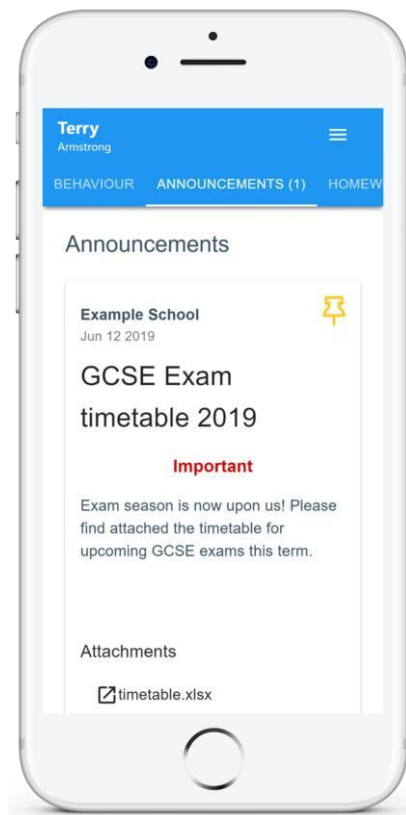 Terry
Armstrong
BEHAVIOUR ANNOUNCEMENTS (1) HOMEW
Announcements
Example School
Jun 12 2019
GCSE Exam
timetable 2019
Important
Exam season is now upon us! Please
find attached the timetable for
upcoming GCSE exams this term.
Attachments
timetable.xlsx